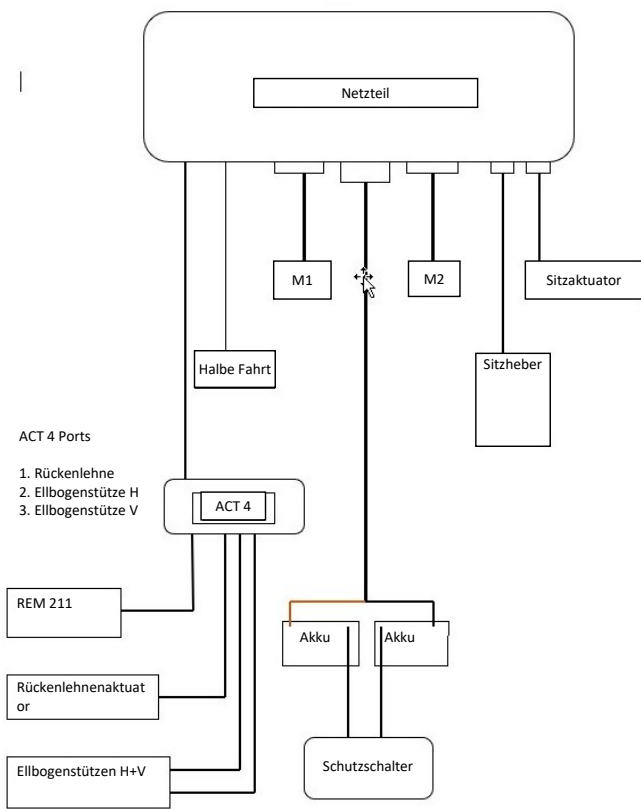 Netzteil
M1
M2
Sitzaktuator
Halbe Fahrt
Sitzheber
ACT 4 Ports
1. Rückenlehne
2. Ellbogenstütze H
3. Ellbogenstütze V
ACT 4
REM 211
Akku
Akku
Rückenlehnenaktuat
or
Ellbogenstützen H+V
Schutzschalter